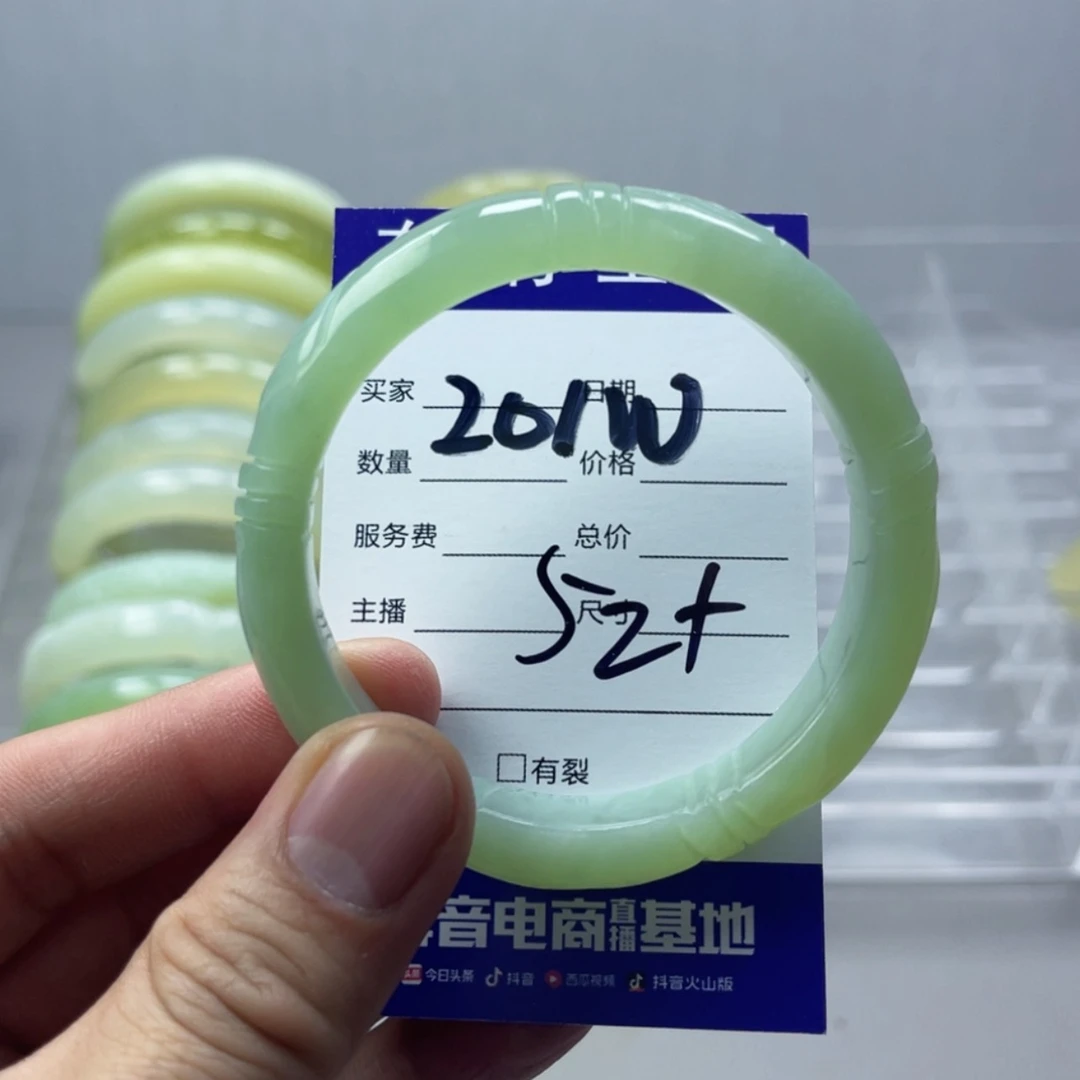 买家 201W 日期
数量 价格
服务费 总价
主播 52+ 尺寸
有裂
音电商直播基地
头条 今日头条 抖音 西瓜视频 抖音火山版